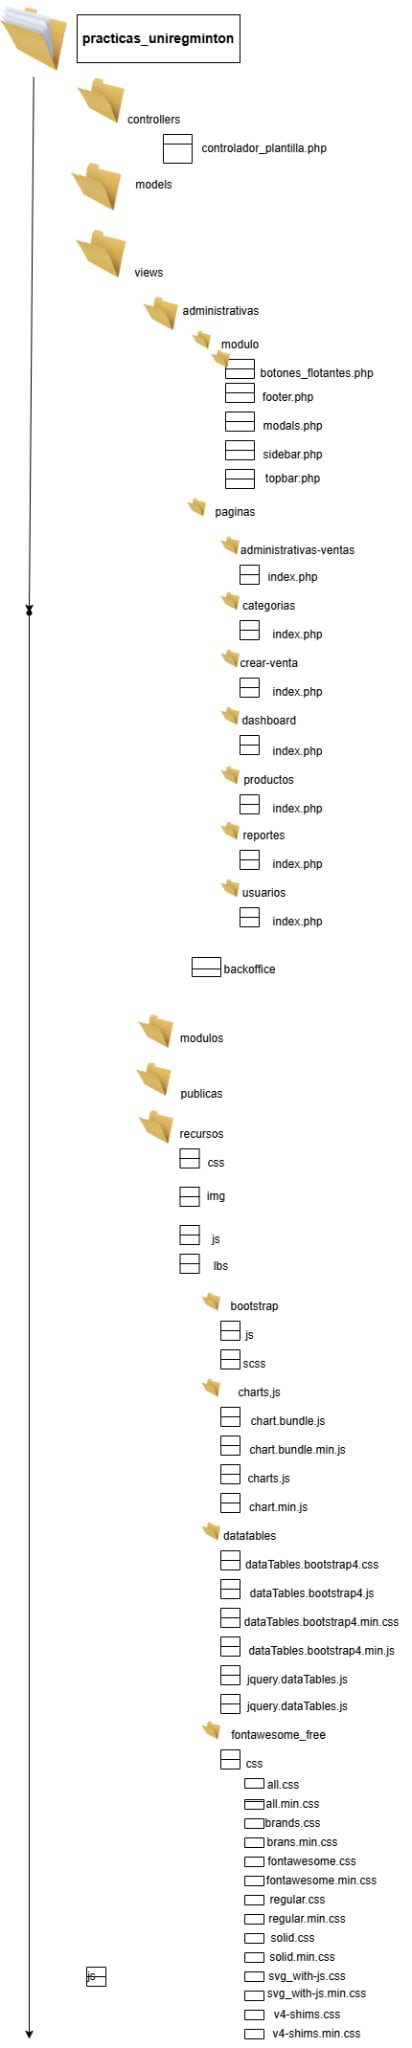 practicas_uniregminton
controllers
controlador_plantilla.php
models
views
administrativas
modulo
botones_flotantes.php
footer.php
modals.php
sidebar.php
topbar:php
paginas
administrativas-ventas
index.php
categorias
index.php
crear-venta
index.php
dashboard
index.php
productos
index.php
reportes
index.php
usuarios
index.php
backoffice
modulos
publicas
recursos
css
img
js
lbs
bootstrap
js
scss
charts,js
chart.bundle.js
chart.bundle.min.js
charts.js
chart.min.js
datatables
dataTables.bootstrap4.css
dataTables.bootstrap4.js
dataTables.bootstrap4.min.css
dataTables.bootstrap4.min.js
jquery.dataTables.js
jquery.dataTables.js
fontawesome_free
css
all.css
all.min.css
brands.css
brans.min.css
fontawesome.css
fontawesome.min.css
regular.css
regular.min.css
solid.css
solid.min.css
js
svg_with-js.css
svg_with-js.min.css
v4-shims.css
v4-shims.min.css